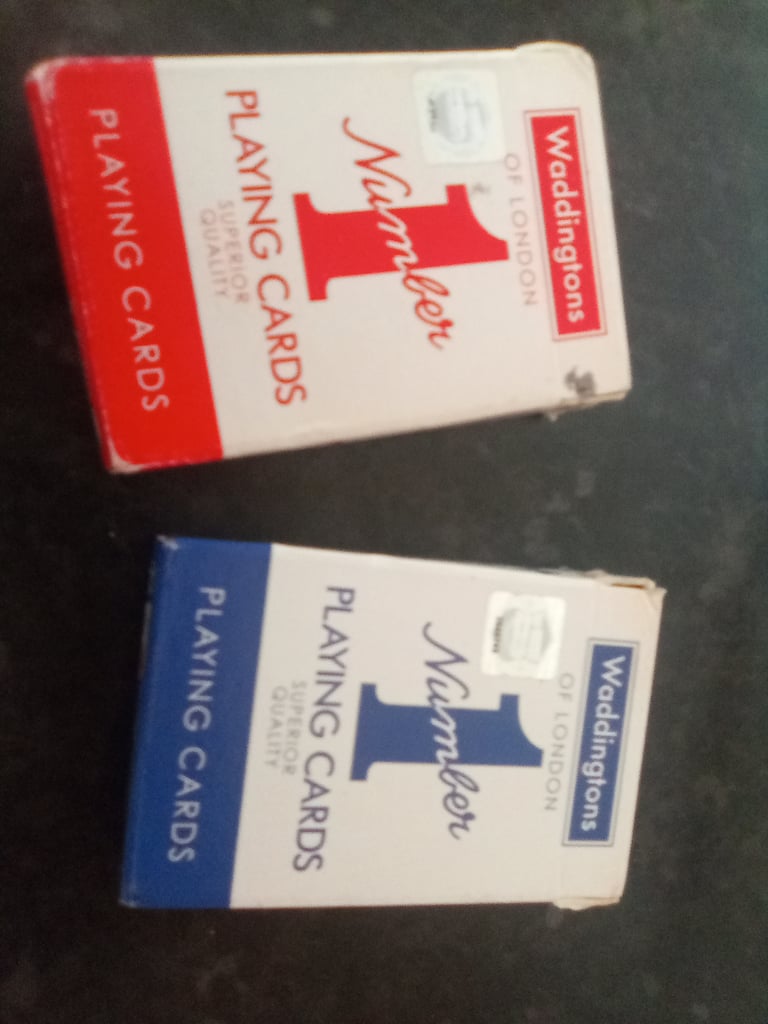 Waddingtons
OF LONDON
Number
1
PLAYING CARDS
SUPERIOR
QUALITY
PLAYING CARDS
Waddingtons
OF LONDON
Number
1
PLAYING CARDS
SUPERIOR
QUALITY
PLAYING CARDS